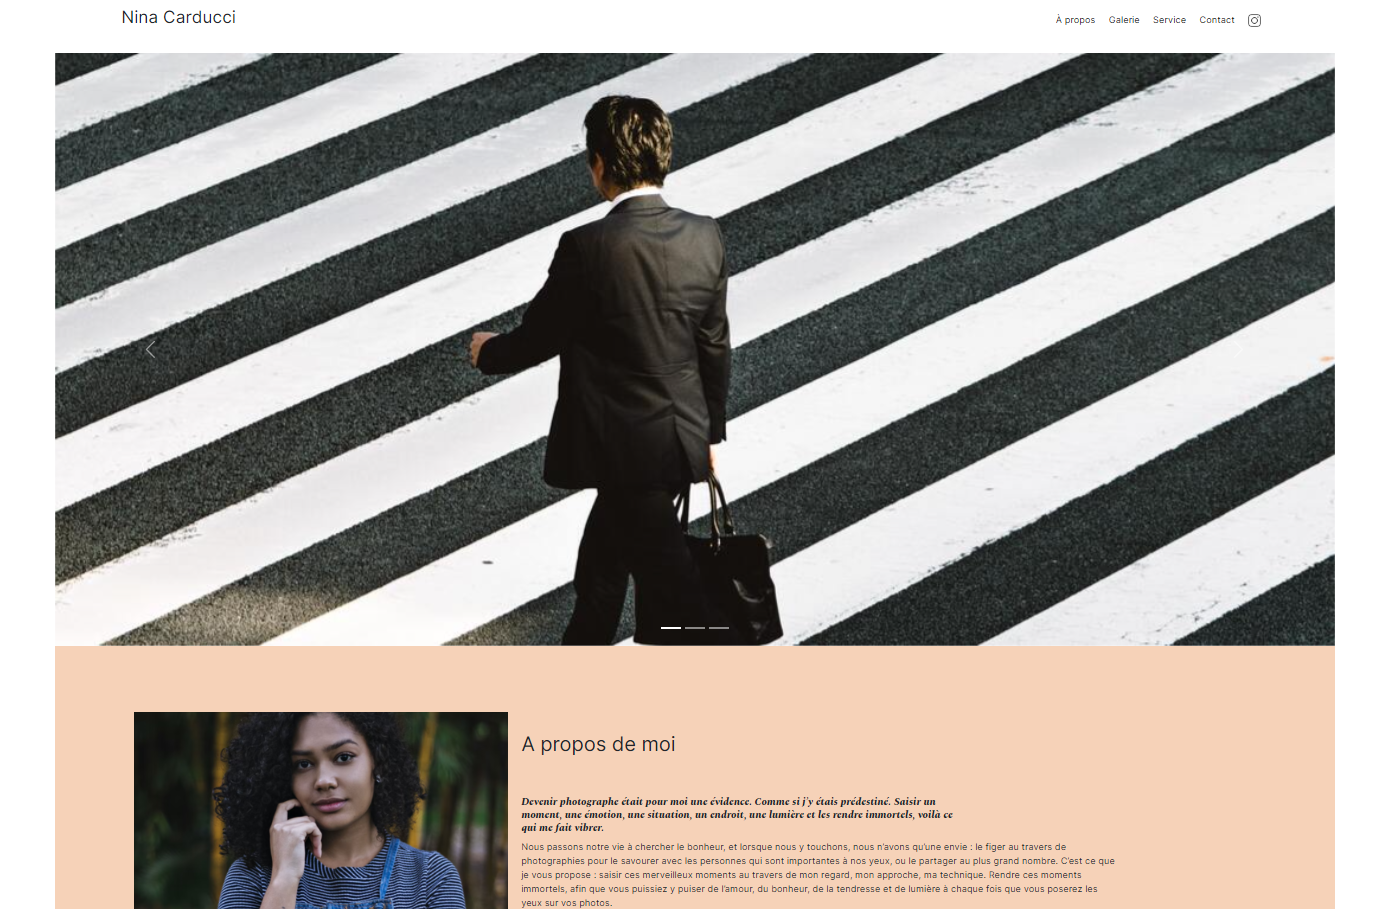 Nina Carducci
À propos Galerie Service Contact
A propos de moi
Devenir photographe était pour moi une évidence. Comme si j'y étais prédestiné. Saisir un
moment, une émotion, une situation, un endroit, une lumière et les rendre immortels, voilà ce
qui me fait vibrer.
Nous passons notre vie à chercher le bonheur, et lorsque nous y touchons, nous n'avons qu'une envie : le figer au travers de
photographies pour le savourer avec les personnes qui sont importantes à nos yeux, ou le partager au plus grand nombre. C'est ce que
je vous propose : saisir ces merveilleux moments au travers de mon regard, mon approche, ma technique. Rendre ces moments
immortels, afin que vous puissiez y puiser de l'amour, du bonheur, de la tendresse et de lumière à chaque fois que vous poserez les
yeux sur vos photos.